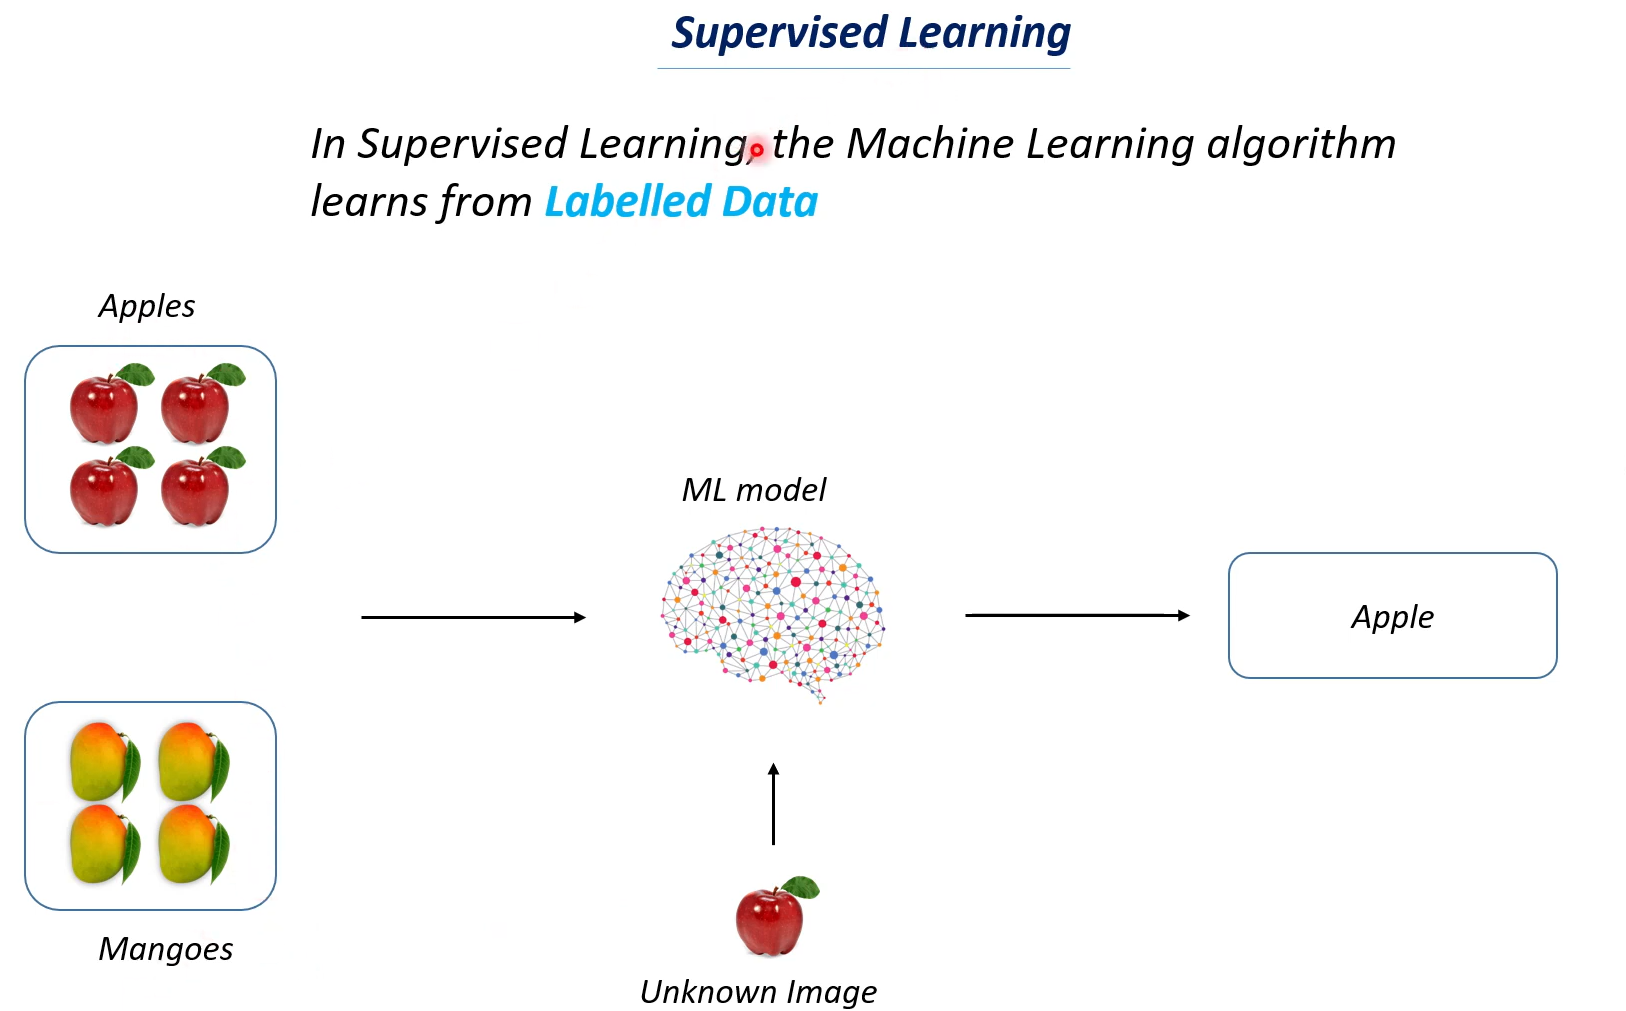 Supervised Learning
In Supervised Learning, the Machine Learning algorithm
learns from Labelled Data
Apples
ML model
Apple
Mangoes
Unknown Image